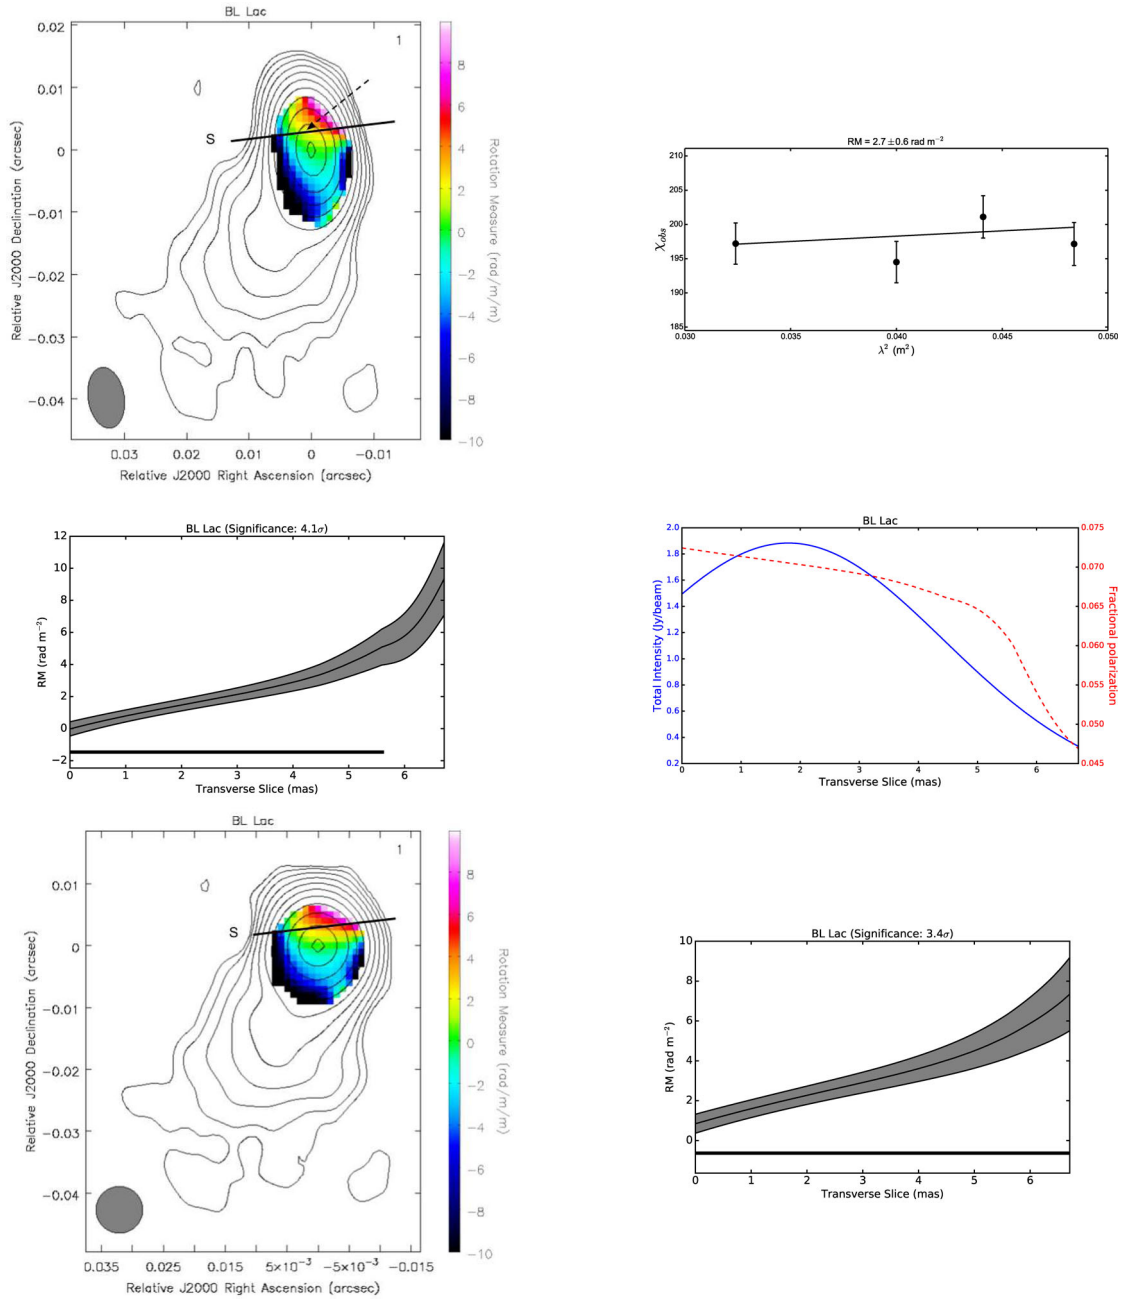 BL Lac
1
S
0.02
0.01
0
−0.01
−0.02
−0.03
−0.04
Relative J2000 Declination (arcsec)
0.03 0.02 0.01 0 −0.01
Relative J2000 Right Ascension (arcsec)
8
6
4
2
0
−2
−4
−6
−8
−10
Rotation Measure (rad/m/m)
RM = 2.7 ±0.6 rad m⁻²
210
205
200
195
190
185
χobs
0.030 0.035 0.040 0.045 0.050
λ² (m²)
BL Lac (Significance: 4.1σ)
12
10
8
6
4
2
0
−2
RM (rad m⁻²)
0 1 2 3 4 5 6
Transverse Slice (mas)
BL Lac
2.0
1.8
1.6
1.4
1.2
1.0
0.8
0.6
0.4
0.2
Total Intensity (Jy/beam)
0.075
0.070
0.065
0.060
0.055
0.050
0.045
Fractional polarization
0 1 2 3 4 5 6
Transverse Slice (mas)
BL Lac
1
S
0.01
0
−0.01
−0.02
−0.03
−0.04
Relative J2000 Declination (arcsec)
0.035 0.025 0.015 5×10⁻³ −5×10⁻³ −0.015
Relative J2000 Right Ascension (arcsec)
8
6
4
2
0
−2
−4
−6
−8
−10
Rotation Measure (rad/m/m)
BL Lac (Significance: 3.4σ)
10
8
6
4
2
0
RM (rad m⁻²)
0 1 2 3 4 5 6
Transverse Slice (mas)